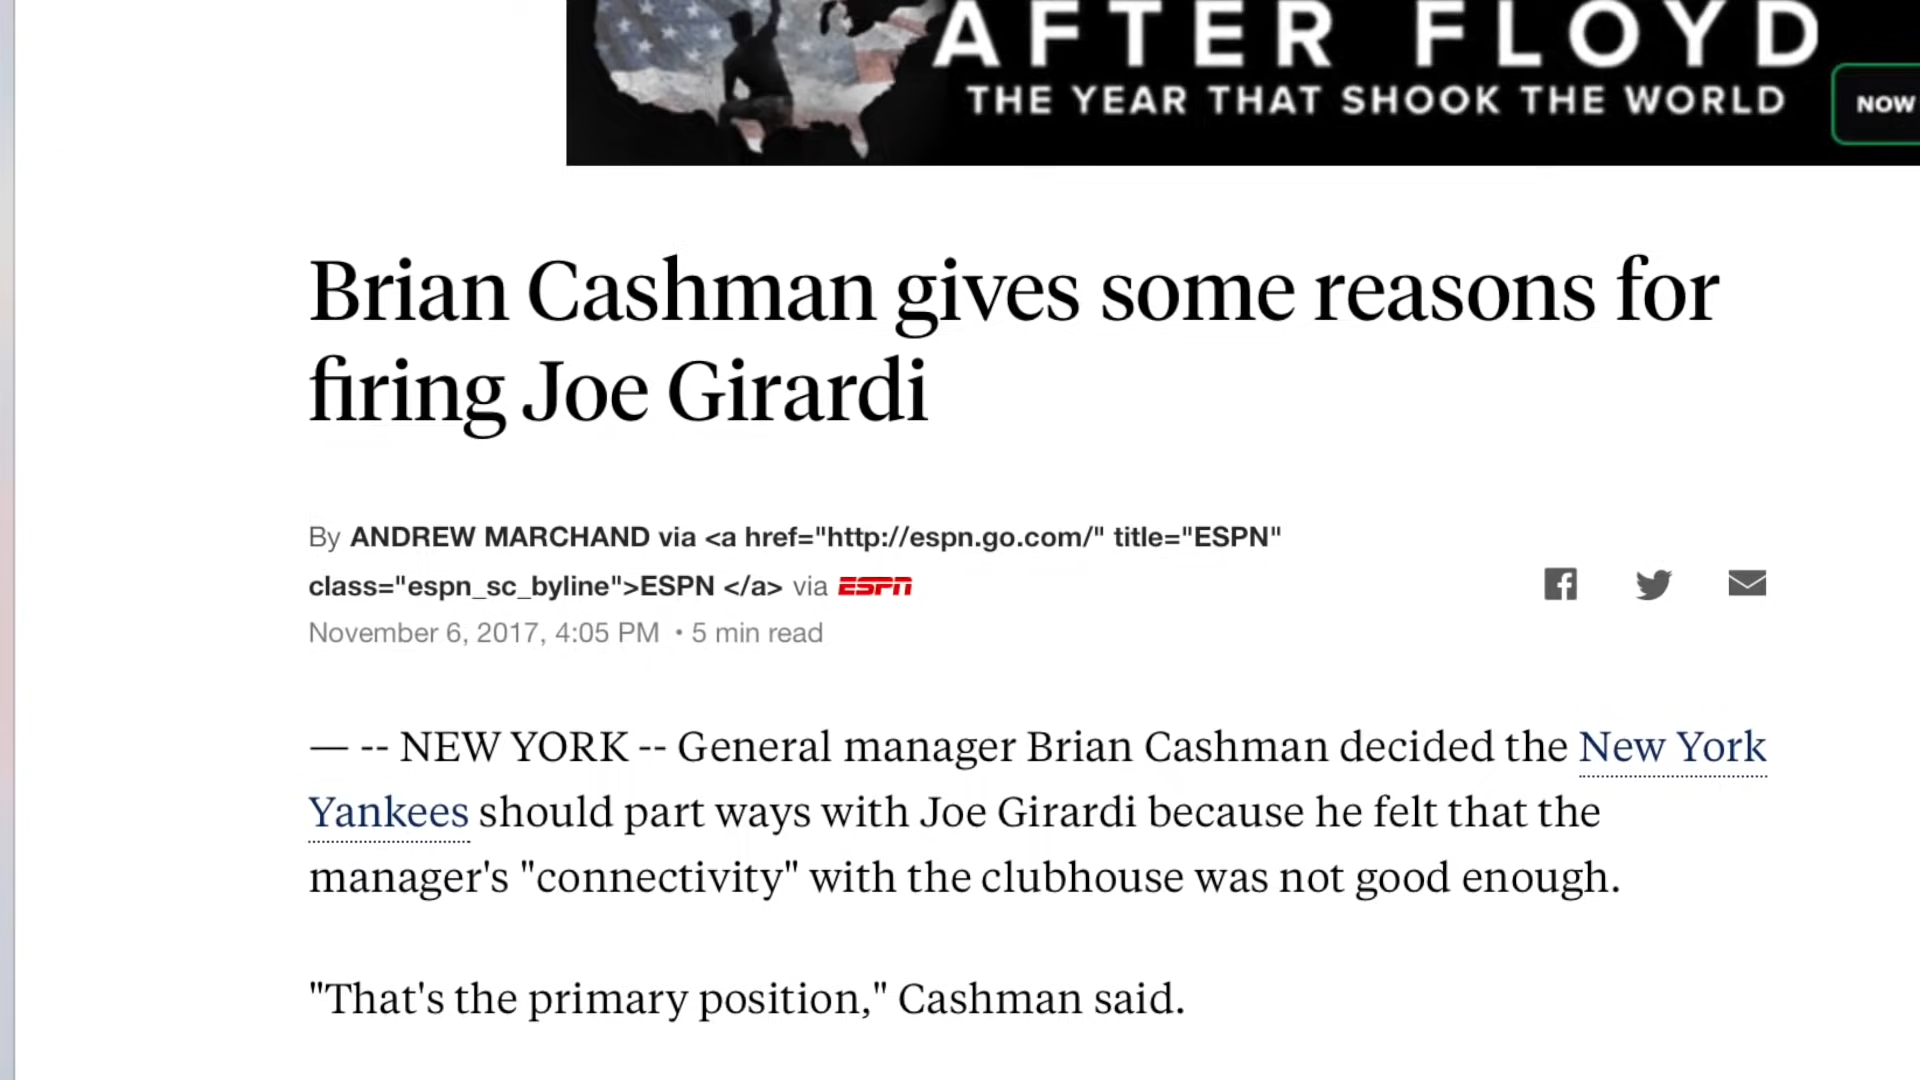 AFTER FLOYD
THE YEAR THAT SHOOK THE WORLD
NOW
Brian Cashman gives some reasons for
firing Joe Girardi
By ANDREW MARCHAND via <a href="http://espn.go.com/" title="ESPN"
class="espn_sc_byline">ESPN </a> via ESPN
November 6, 2017, 4:05 PM • 5 min read
— -- NEW YORK -- General manager Brian Cashman decided the New York
Yankees should part ways with Joe Girardi because he felt that the
manager's "connectivity" with the clubhouse was not good enough.
"That's the primary position," Cashman said.